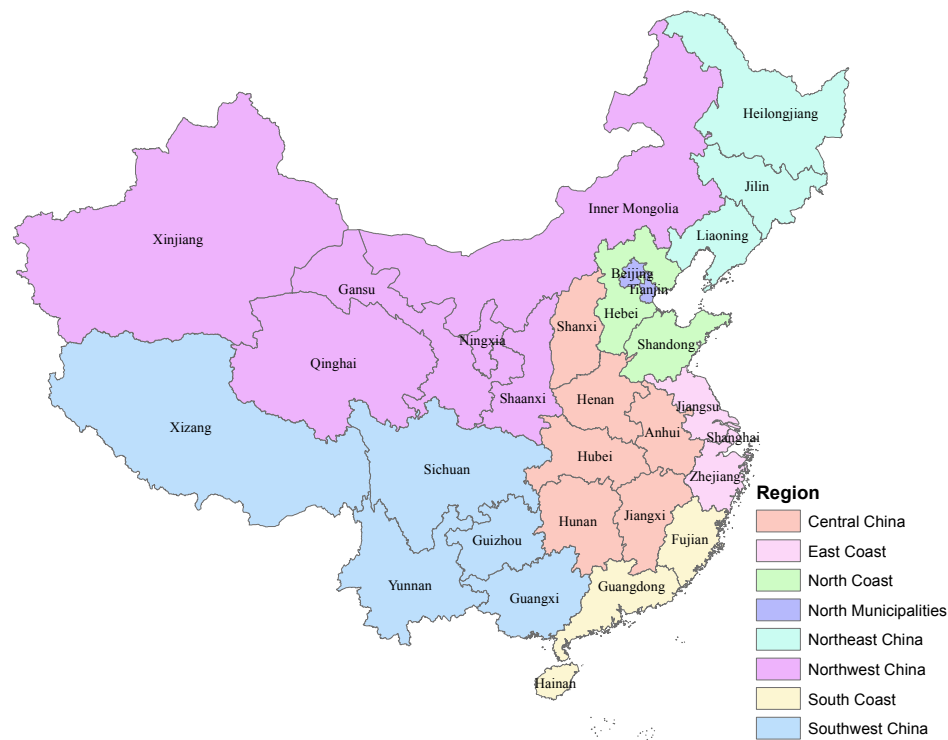 Heilongjiang
Jilin
Inner Mongolia
Liaoning
Xinjiang
Beijing
Tianjin
Gansu
Hebei
Shanxi
Ningxia
Shandong
Qinghai
Shaanxi
Henan
Jiangsu
Xizang
Anhui
Shanghai
Hubei
Sichuan
Zhejiang
Region
Central China
Hunan
Jiangxi
Guizhou
Fujian
East Coast
North Coast
Yunnan
Guangdong
Guangxi
North Municipalities
Northeast China
Northwest China
Hainan
South Coast
Southwest China